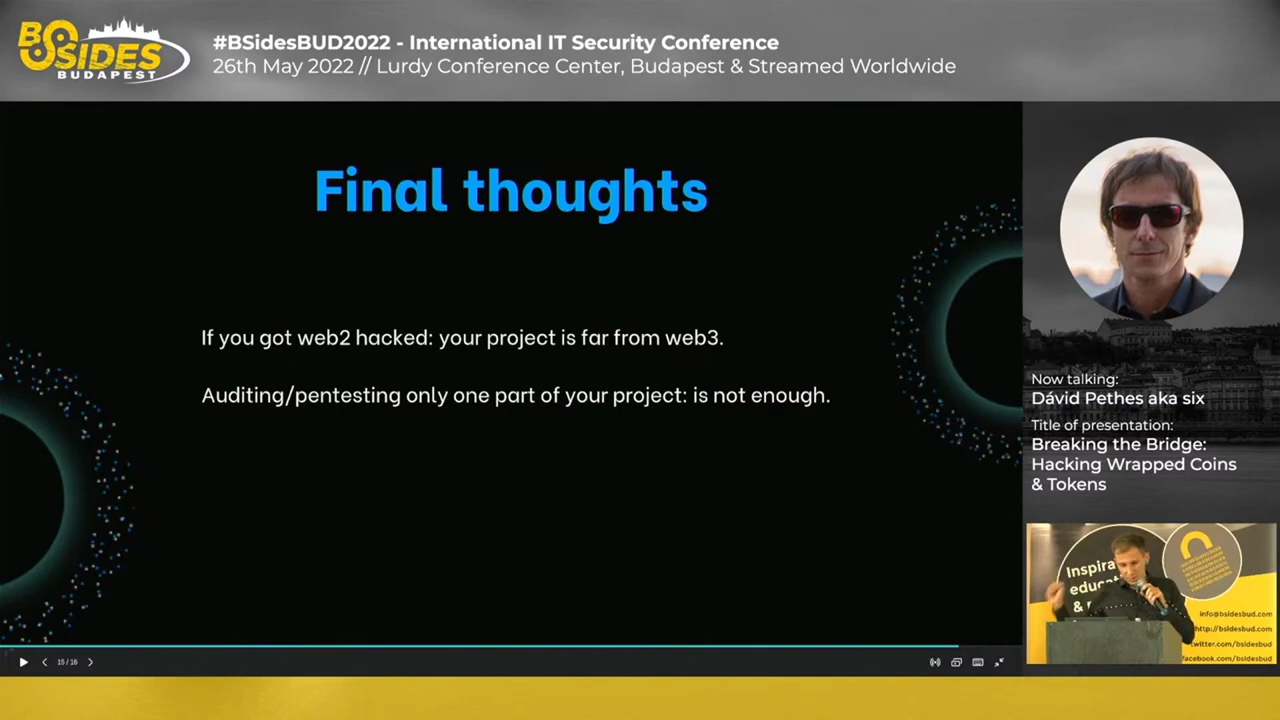 BSIDES
BUDAPEST
#BSidesBUD2022 - International IT Security Conference
26th May 2022 // Lurdy Conference Center, Budapest & Streamed Worldwide
Final thoughts
If you got web2 hacked: your project is far from web3.
Auditing/pentesting only one part of your project: is not enough.
15 / 16
Now talking:
Dávid Pethes aka six
Title of presentation:
Breaking the Bridge:
Hacking Wrapped Coins
& Tokens
info@bsidesbud.com
http://bsidesbud.com
twitter.com/bsidesbud
facebook.com/bsidesbud